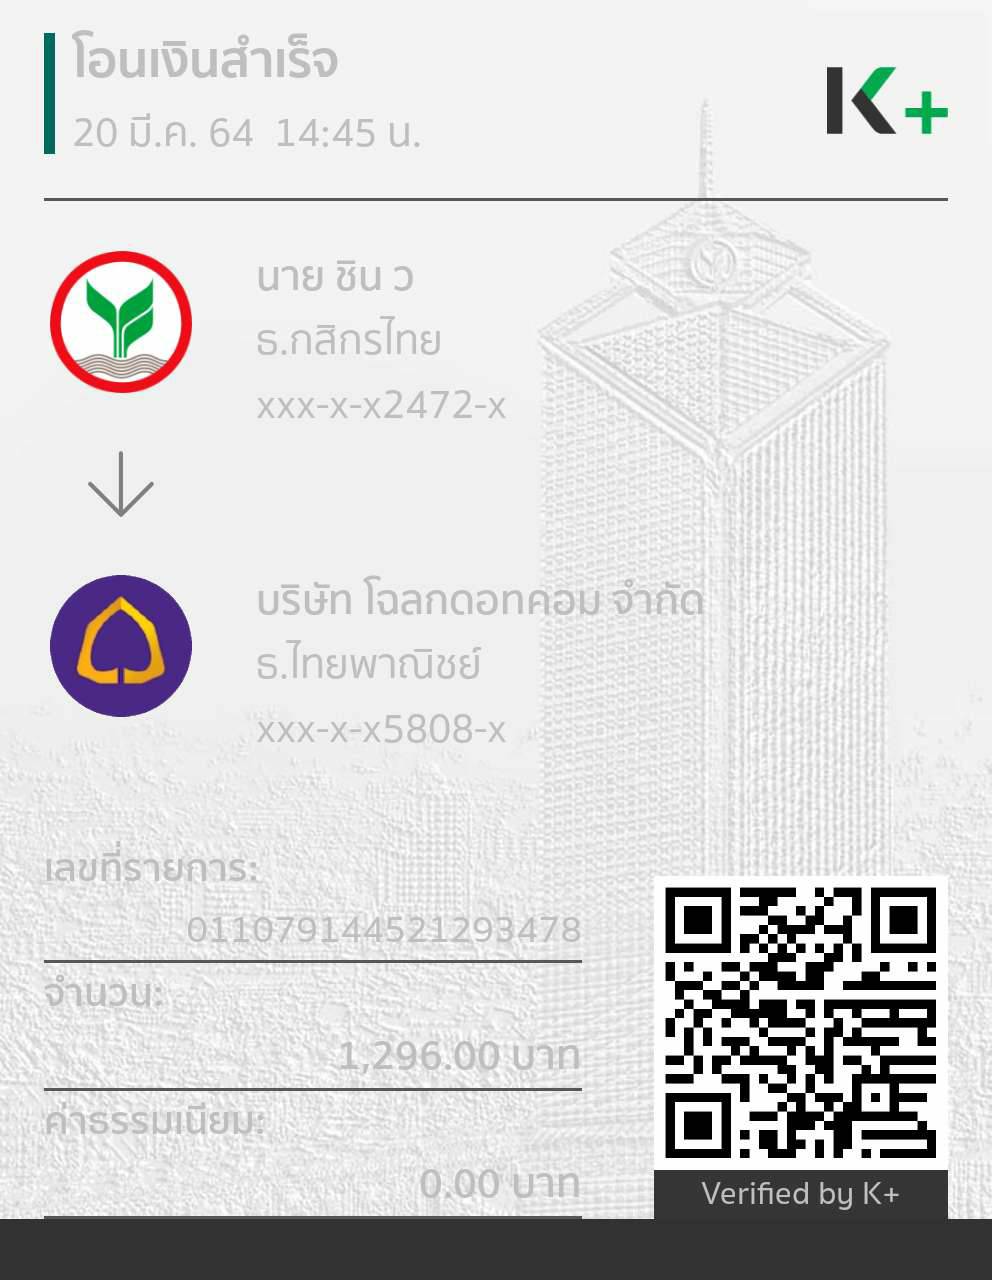 โอนเงินสำเร็จ
20 มี.ค. 64 14:45 น.
K+
นาย ชิน ว
ธ.กสิกรไทย
xxx-x-x2472-x
บริษัท โฉลกดอทคอม จำกัด
ธ.ไทยพาณิชย์
xxx-x-x5808-x
เลขที่รายการ:
011079144521293478
จำนวน:
1,296.00 บาท
ค่าธรรมเนียม:
0.00 บาท
Verified by K+